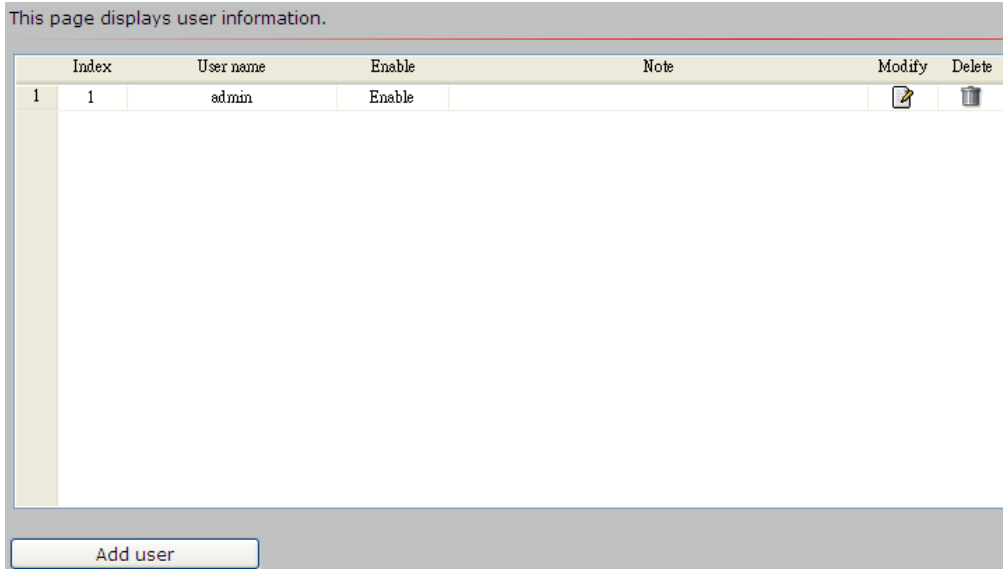 This page displays user information.
Index User name Enable Note Modify Delete
1 1 admin Enable
Add user